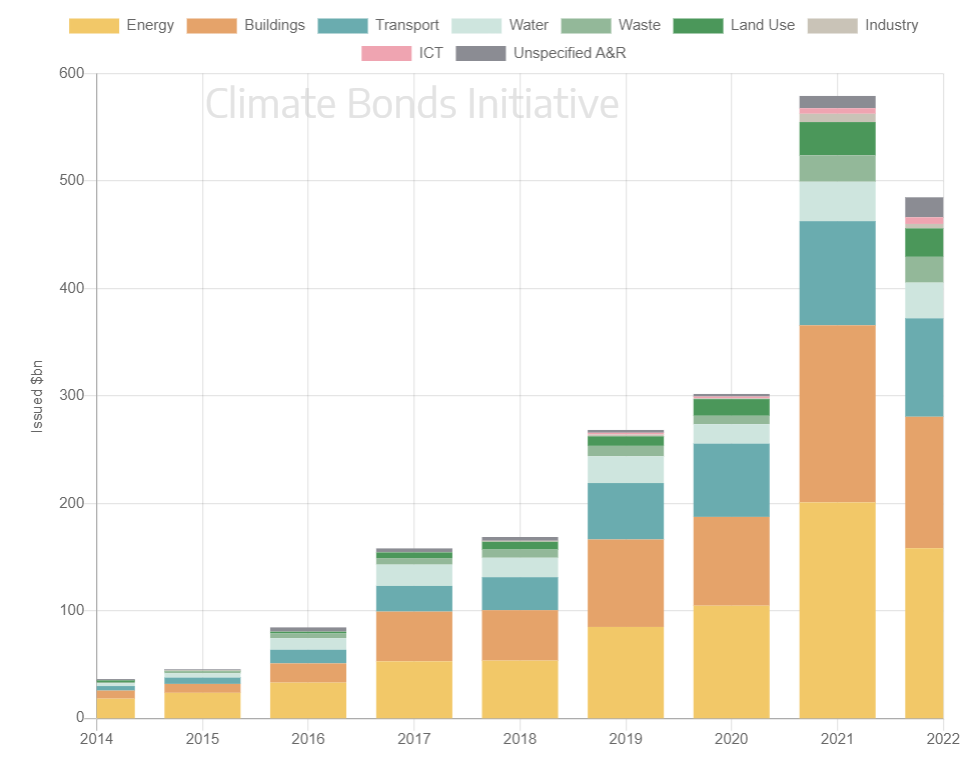 Energy Buildings Transport Water Waste Land Use Industry
ICT Unspecified A&R
Climate Bonds Initiative
600
500
400
300
200
100
0
Issued $bn
2014 2015 2016 2017 2018 2019 2020 2021 2022